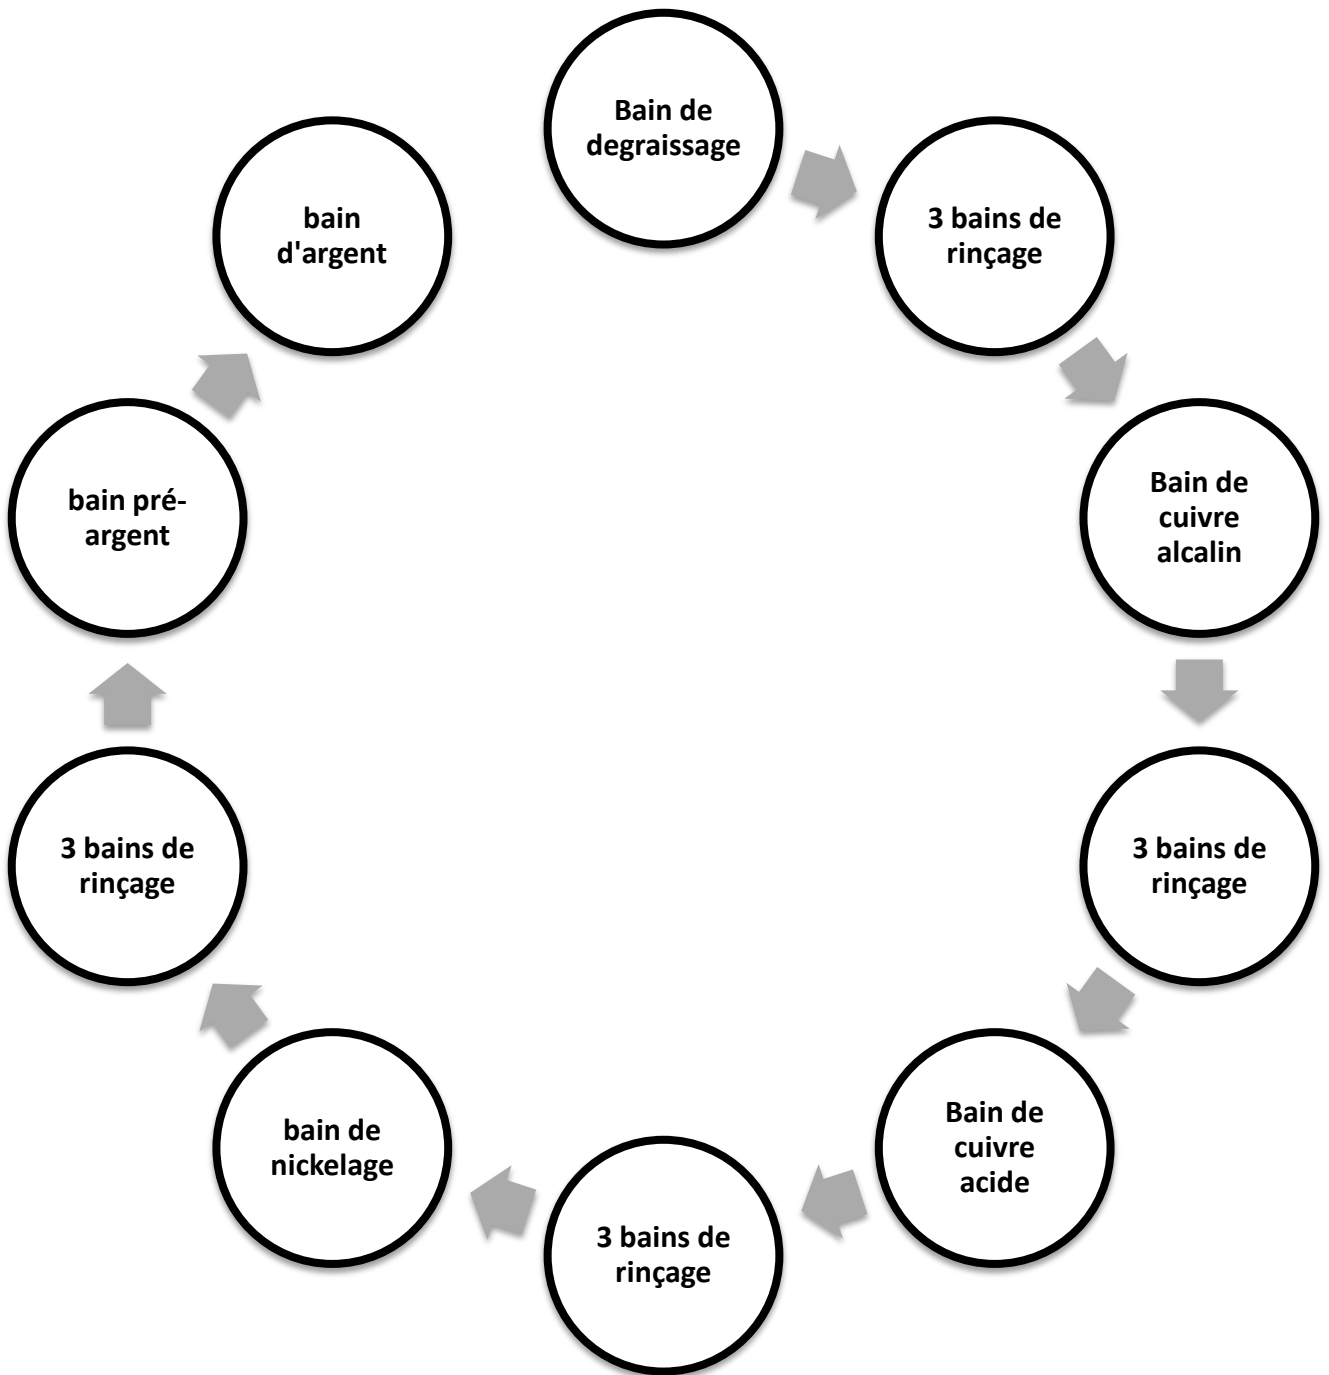 Bain de
degraissage
3 bains de
rinçage
Bain de
cuivre
alcalin
3 bains de
rinçage
Bain de
cuivre
acide
3 bains de
rinçage
bain de
nickelage
3 bains de
rinçage
bain pré-
argent
bain
d'argent